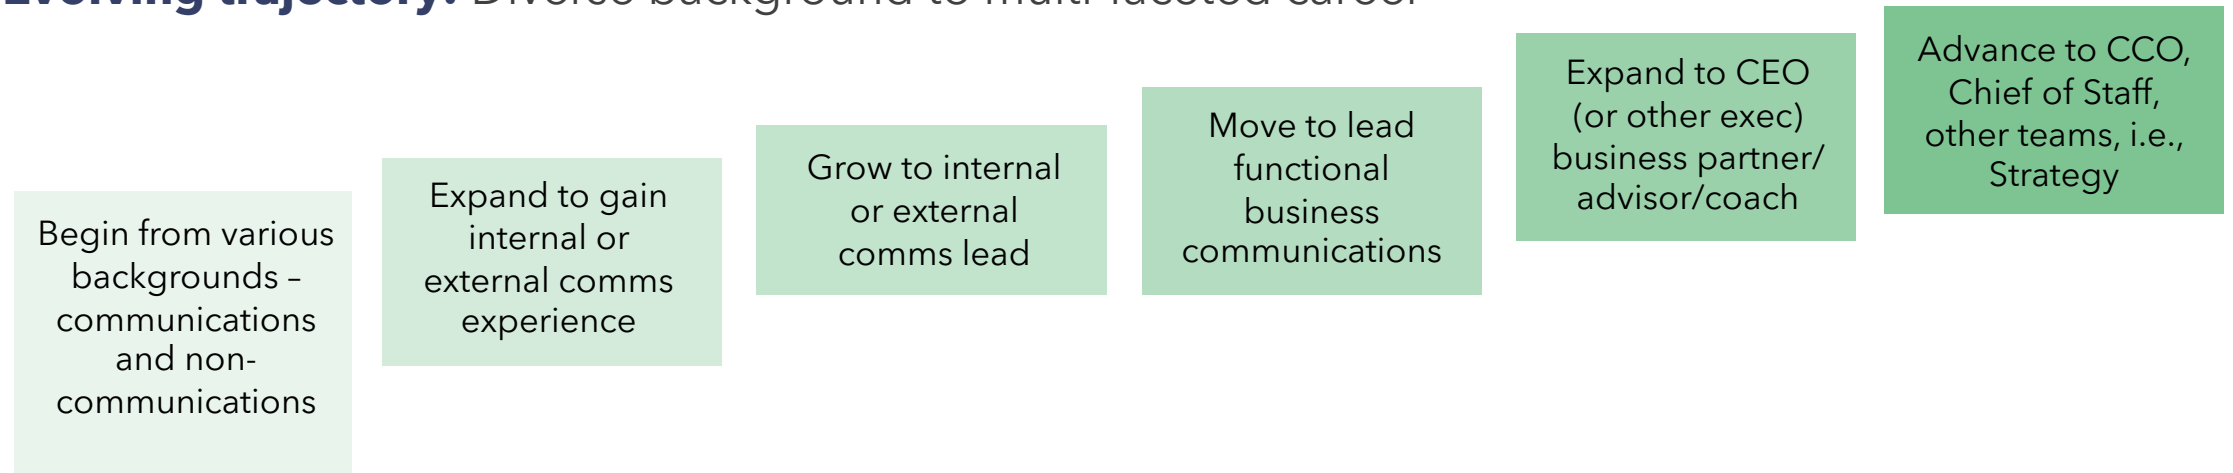 Evolving trajectory: Diverse background to multi-faceted career
Begin from various
backgrounds –
communications
and non-
communications
Expand to gain
internal or
external comms
experience
Grow to internal
or external
comms lead
Move to lead
functional
business
communications
Expand to CEO
(or other exec)
business partner/
advisor/coach
Advance to CCO,
Chief of Staff,
other teams, i.e.,
Strategy